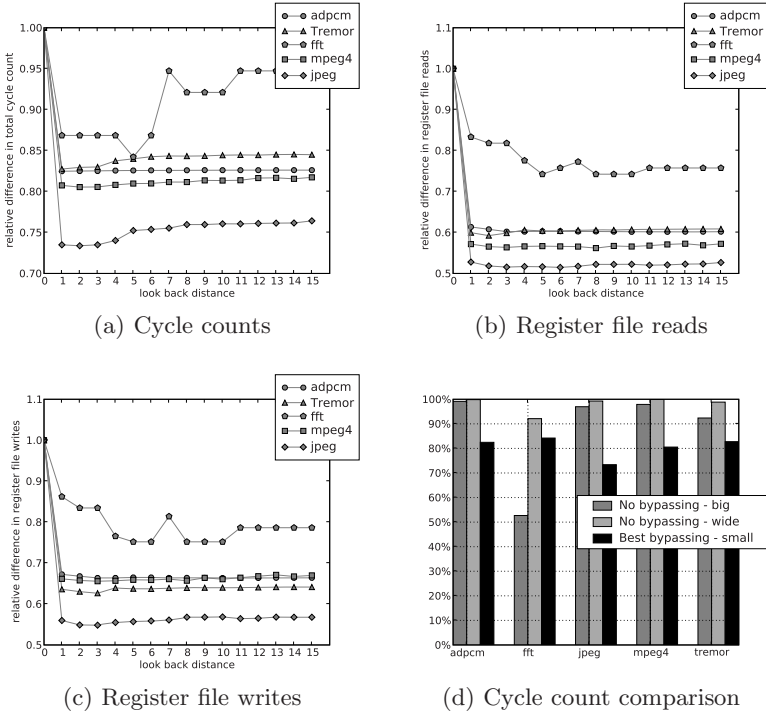 adpcm
Tremor
fft
mpeg4
jpeg
relative difference in total cycle count
1.00
0.95
0.90
0.85
0.80
0.75
0.70
0 1 2 3 4 5 6 7 8 9 10 11 12 13 14 15
look back distance
(a) Cycle counts
adpcm
Tremor
fft
mpeg4
jpeg
relative difference in register file reads
1.1
1.0
0.9
0.8
0.7
0.6
0.5
0 1 2 3 4 5 6 7 8 9 10 11 12 13 14 15
look back distance
(b) Register file reads
adpcm
Tremor
fft
mpeg4
jpeg
relative difference in register file writes
1.1
1.0
0.9
0.8
0.7
0.6
0.5
0 1 2 3 4 5 6 7 8 9 10 11 12 13 14 15
look back distance
(c) Register file writes
100%
90%
80%
70%
60%
50%
40%
30%
20%
10%
0%
No bypassing - big
No bypassing - wide
Best bypassing - small
adpcm fft jpeg mpeg4 tremor
(d) Cycle count comparison